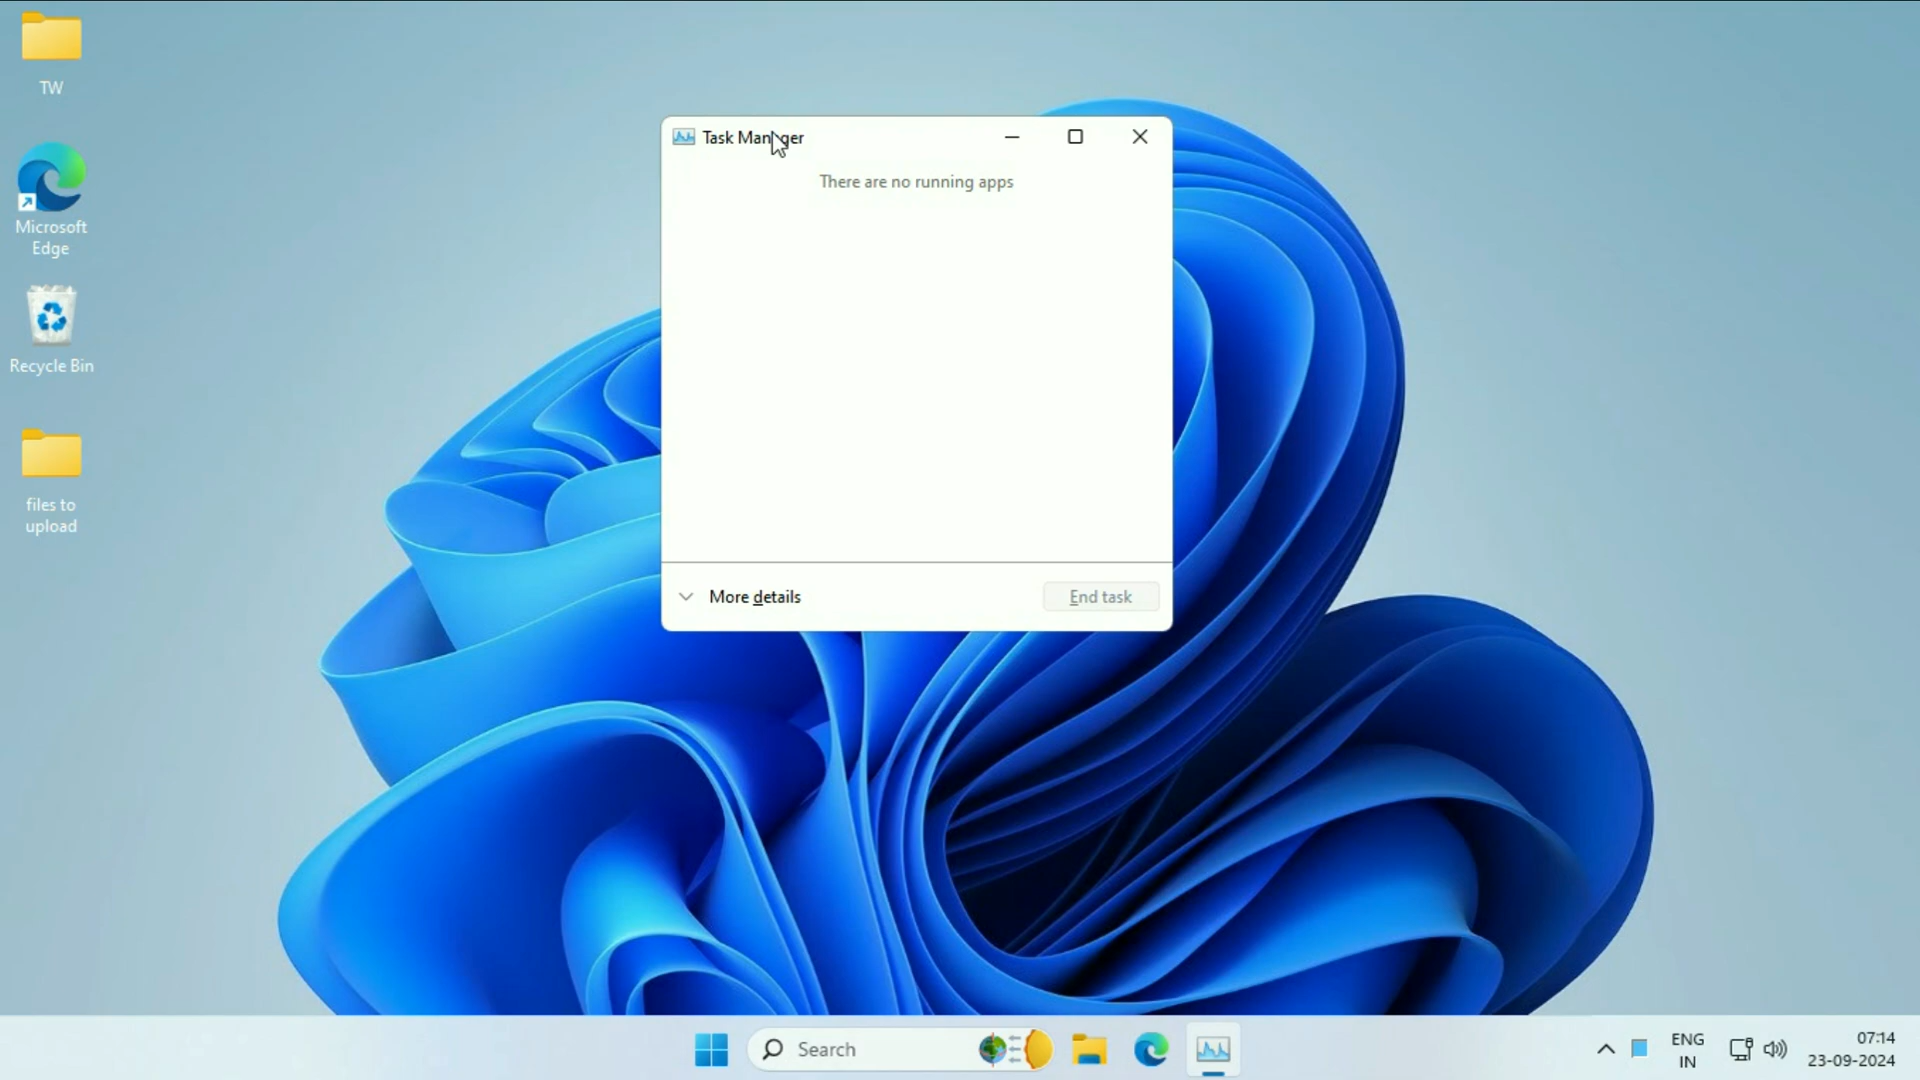 TW
Microsoft
Edge
Recycle Bin
files to
upload
Task Manager
There are no running apps
More details
End task
Search
ENG
IN
07:14
23-09-2024